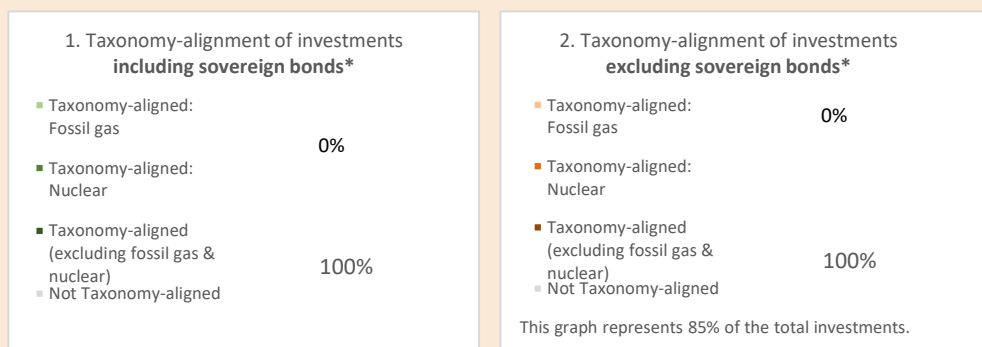 1. Taxonomy-alignment of investments
including sovereign bonds*
Taxonomy-aligned:
Fossil gas
0%
Taxonomy-aligned:
Nuclear
Taxonomy-aligned
(excluding fossil gas &
nuclear)
100%
Not Taxonomy-aligned
2. Taxonomy-alignment of investments
excluding sovereign bonds*
Taxonomy-aligned:
Fossil gas
0%
Taxonomy-aligned:
Nuclear
Taxonomy-aligned
(excluding fossil gas &
nuclear)
100%
Not Taxonomy-aligned
This graph represents 85% of the total investments.